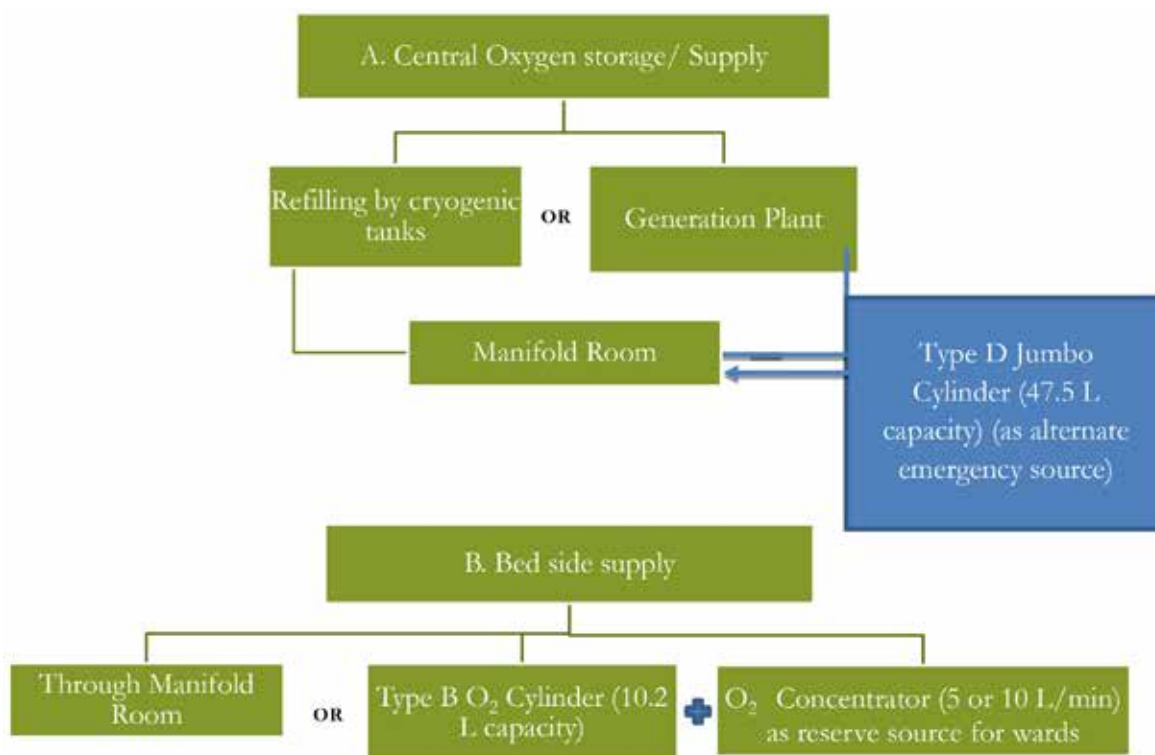 A. Central Oxygen storage/ Supply
Refilling by cryogenic
tanks
OR
Generation Plant
Manifold Room
Type D Jumbo
Cylinder (47.5 L
capacity) (as alternate
emergency source)
B. Bed side supply
Through Manifold
Room
OR
Type B O₂ Cylinder (10.2
L capacity)
O₂ Concentrator (5 or 10 L/min)
as reserve source for wards